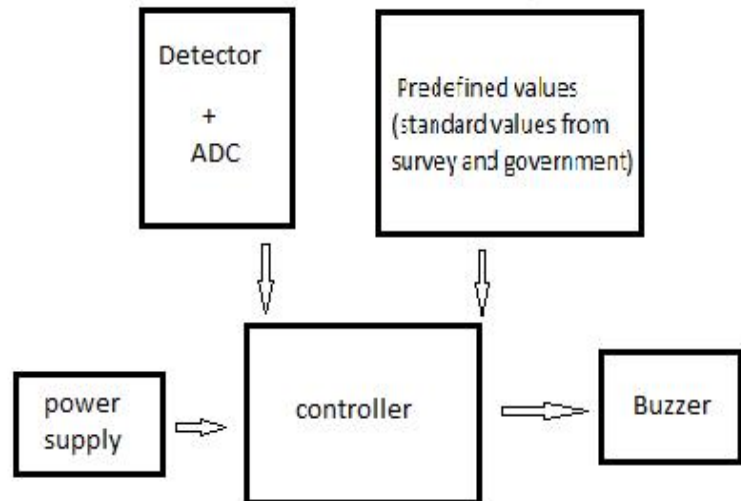 Detector
+
ADC
Predefined values
(standard values from
survey and government)
power
supply
controller
Buzzer